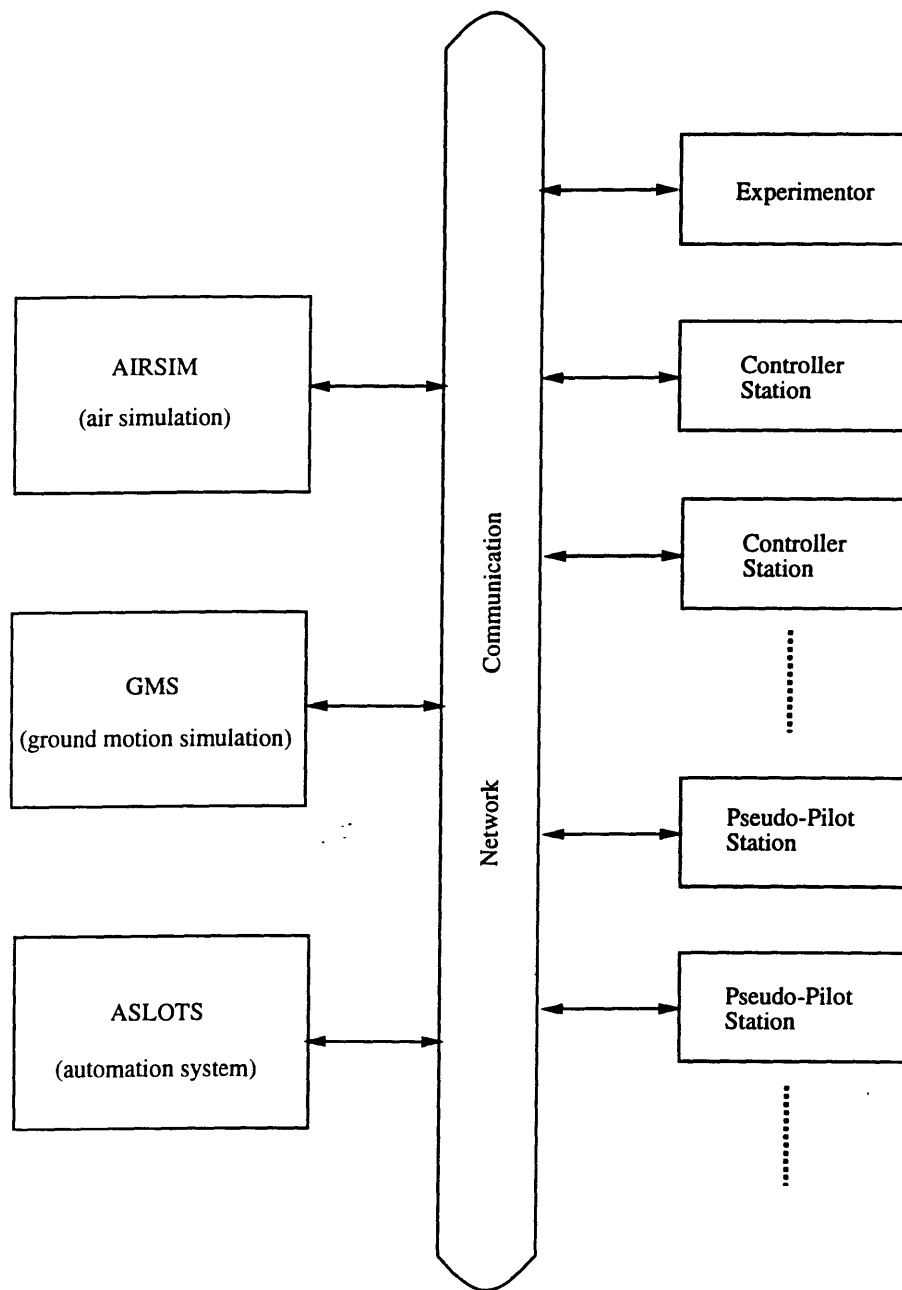 AIRSIM
(air simulation)
GMS
(ground motion simulation)
ASLOTS
(automation system)
Network Communication
Experimentor
Controller
Station
Controller
Station
Pseudo-Pilot
Station
Pseudo-Pilot
Station